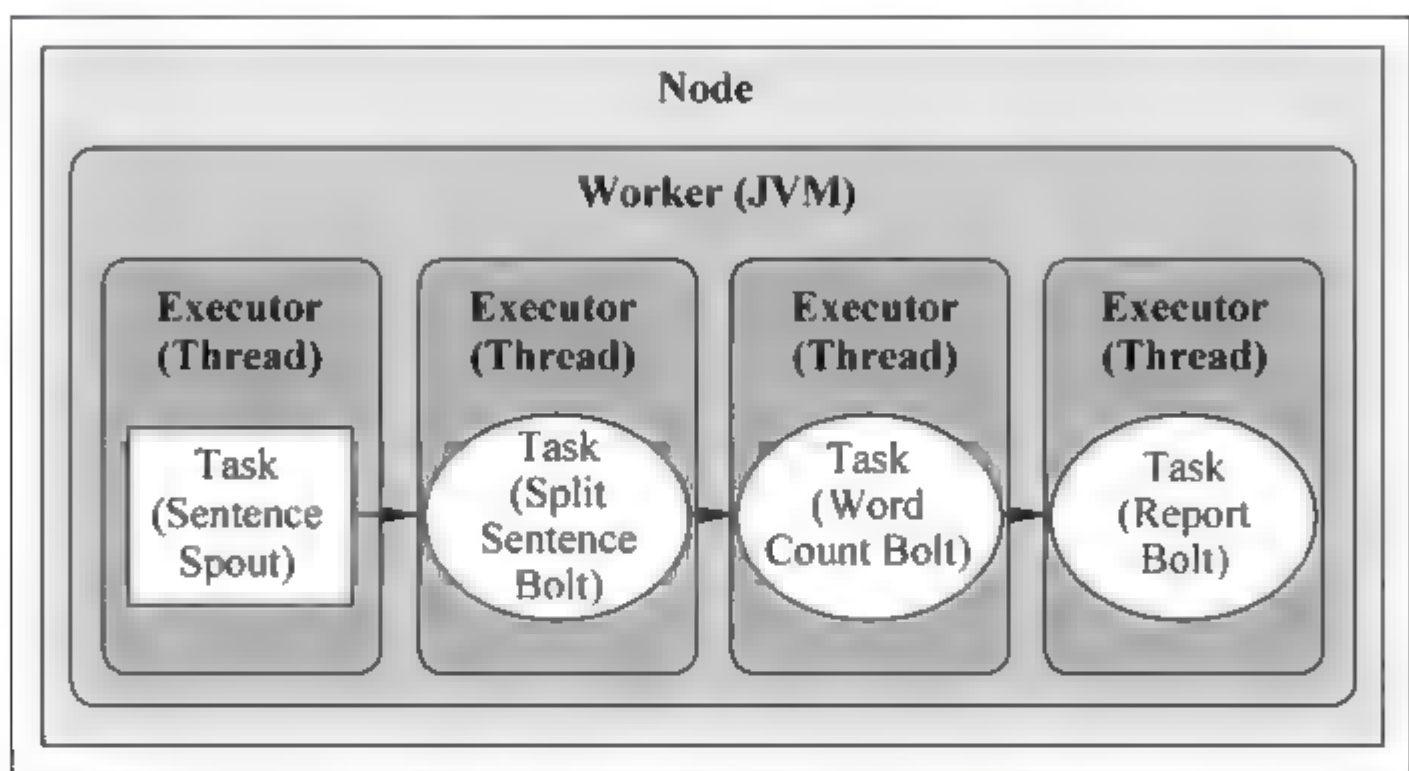 Node
Worker (JVM)
Executor
(Thread)
Task
(Sentence
Spout)
Executor
(Thread)
Task
(Split
Sentence
Bolt)
Executor
(Thread)
Task
(Word
Count Bolt)
Executor
(Thread)
Task
(Report
Bolt)